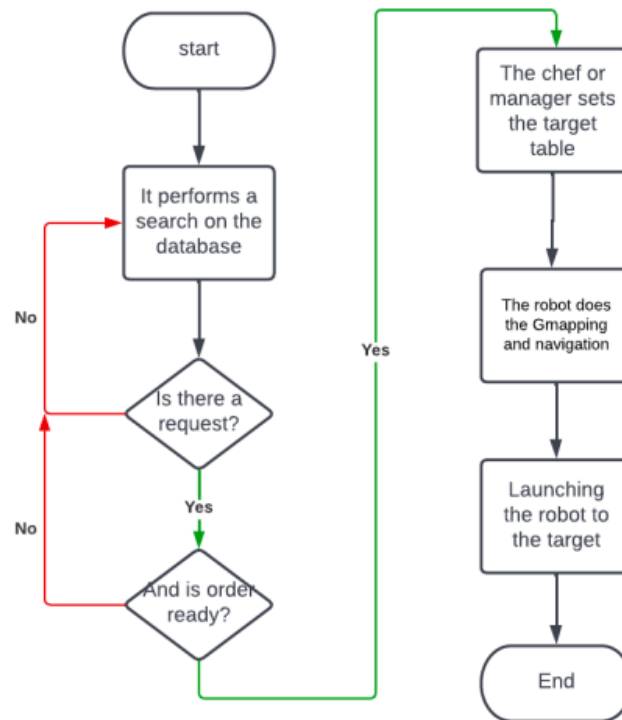 start
It performs a
search on the
database
No
Is there a
request?
Yes
No
And is order
ready?
Yes
The chef or
manager sets
the target
table
The robot does
the Gmapping
and navigation
Launching
the robot to
the target
End